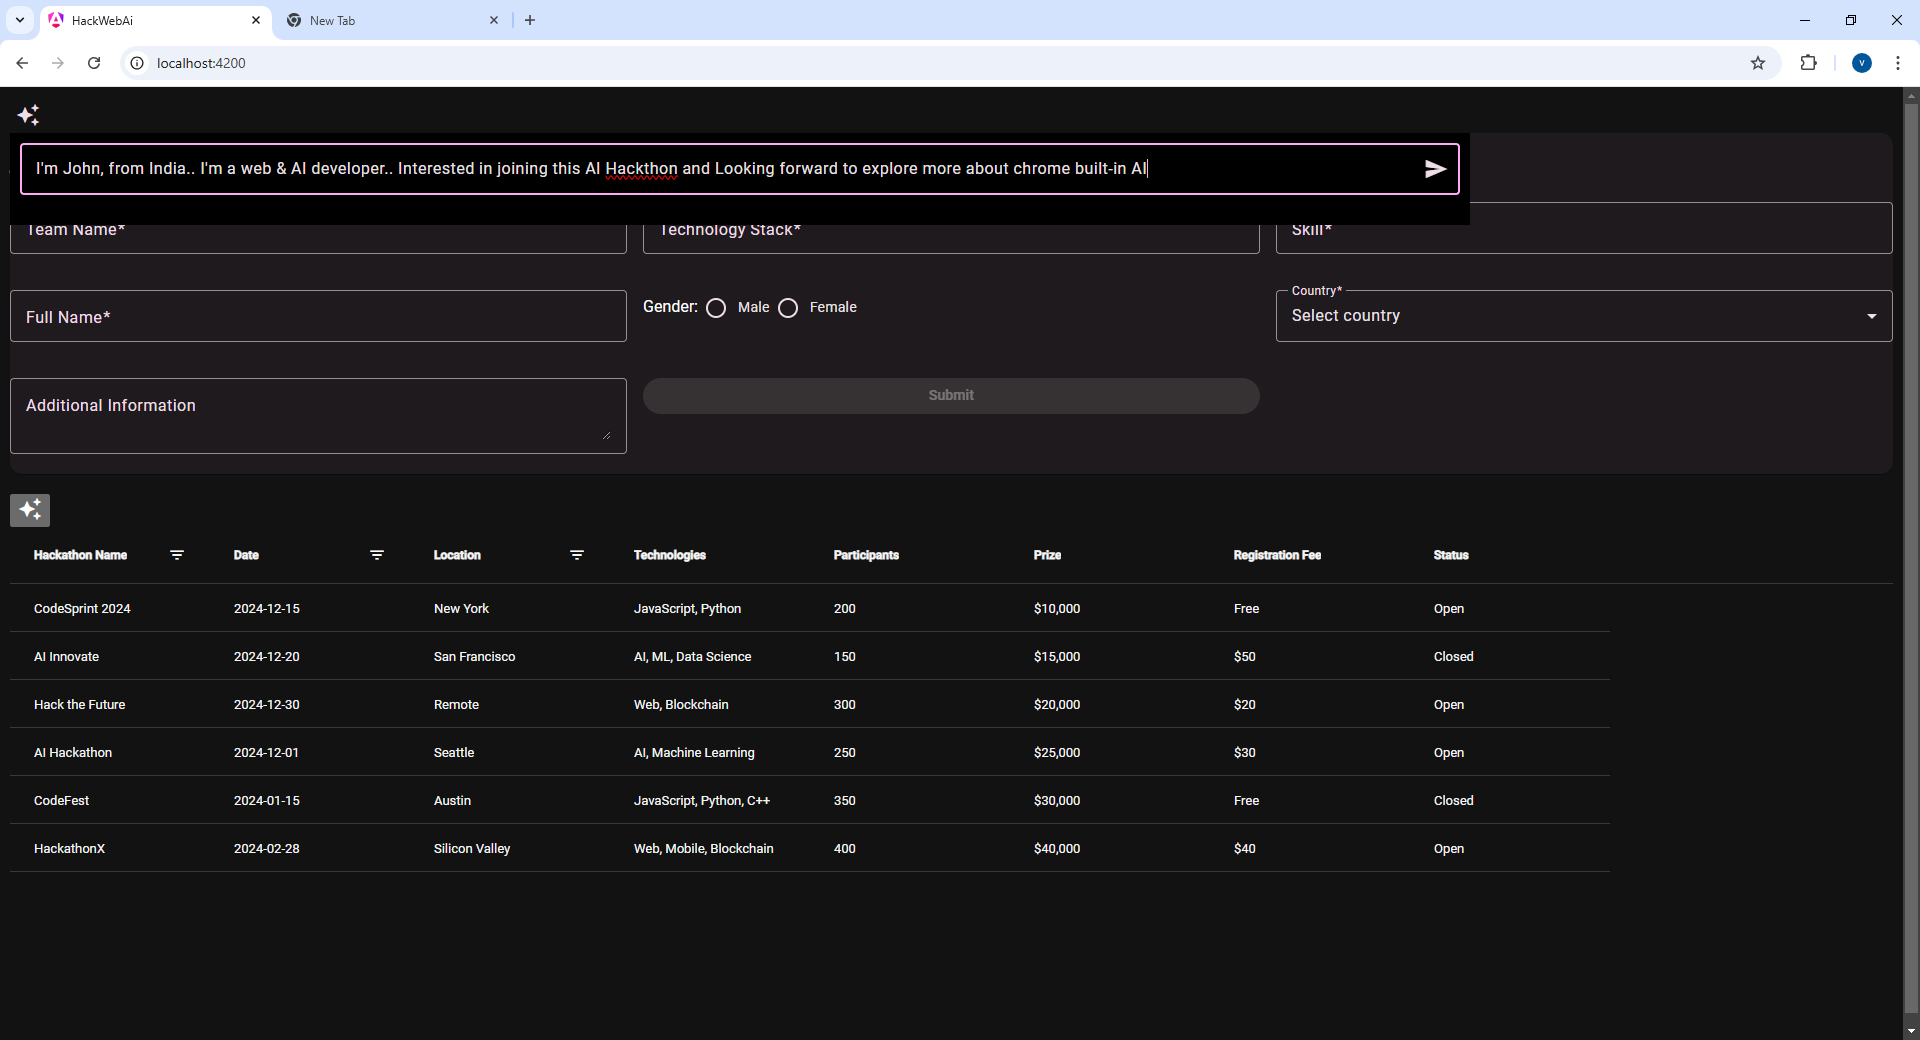 HackWebAi
New Tab
localhost:4200
V
I'm John, from India.. I'm a web & AI developer.. Interested in joining this AI Hackthon and Looking forward to explore more about chrome built-in AI
Team Name* Technology Stack* Skill*
Full Name* Gender: Male Female Country*
Select country
Additional Information Submit
Hackathon Name Date Location Technologies Participants Prize Registration Fee Status
CodeSprint 2024 2024-12-15 New York JavaScript, Python 200 $10,000 Free Open
AI Innovate 2024-12-20 San Francisco AI, ML, Data Science 150 $15,000 $50 Closed
Hack the Future 2024-12-30 Remote Web, Blockchain 300 $20,000 $20 Open
AI Hackathon 2024-12-01 Seattle AI, Machine Learning 250 $25,000 $30 Open
CodeFest 2024-01-15 Austin JavaScript, Python, C++ 350 $30,000 Free Closed
HackathonX 2024-02-28 Silicon Valley Web, Mobile, Blockchain 400 $40,000 $40 Open